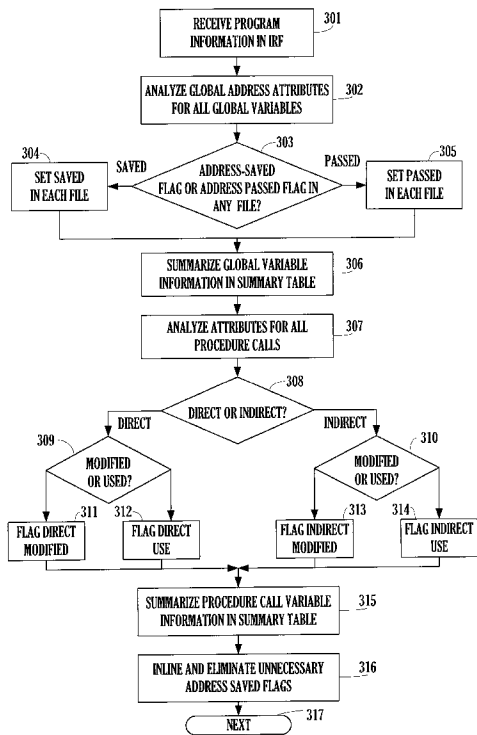 301
RECEIVE PROGRAM
INFORMATION IN IRF
ANALYZE GLOBAL ADDRESS ATTRIBUTES
FOR ALL GLOBAL VARIABLES
302
303
304
305
SAVED
PASSED
SET SAVED
IN EACH FILE
ADDRESS-SAVED
FLAG OR ADDRESS PASSED FLAG IN
ANY FILE?
SET PASSED
IN EACH FILE
SUMMARIZE GLOBAL VARIABLE
INFORMATION IN SUMMARY TABLE
306
ANALYZE ATTRIBUTES FOR ALL
PROCEDURE CALLS
307
308
DIRECT OR INDIRECT?
DIRECT
INDIRECT
309
310
MODIFIED
OR USED?
MODIFIED
OR USED?
311
312
313
314
FLAG DIRECT
MODIFIED
FLAG DIRECT
USE
FLAG INDIRECT
MODIFIED
FLAG INDIRECT
USE
SUMMARIZE PROCEDURE CALL VARIABLE
INFORMATION IN SUMMARY TABLE
315
INLINE AND ELIMINATE UNNECESSARY
ADDRESS SAVED FLAGS
316
317
NEXT